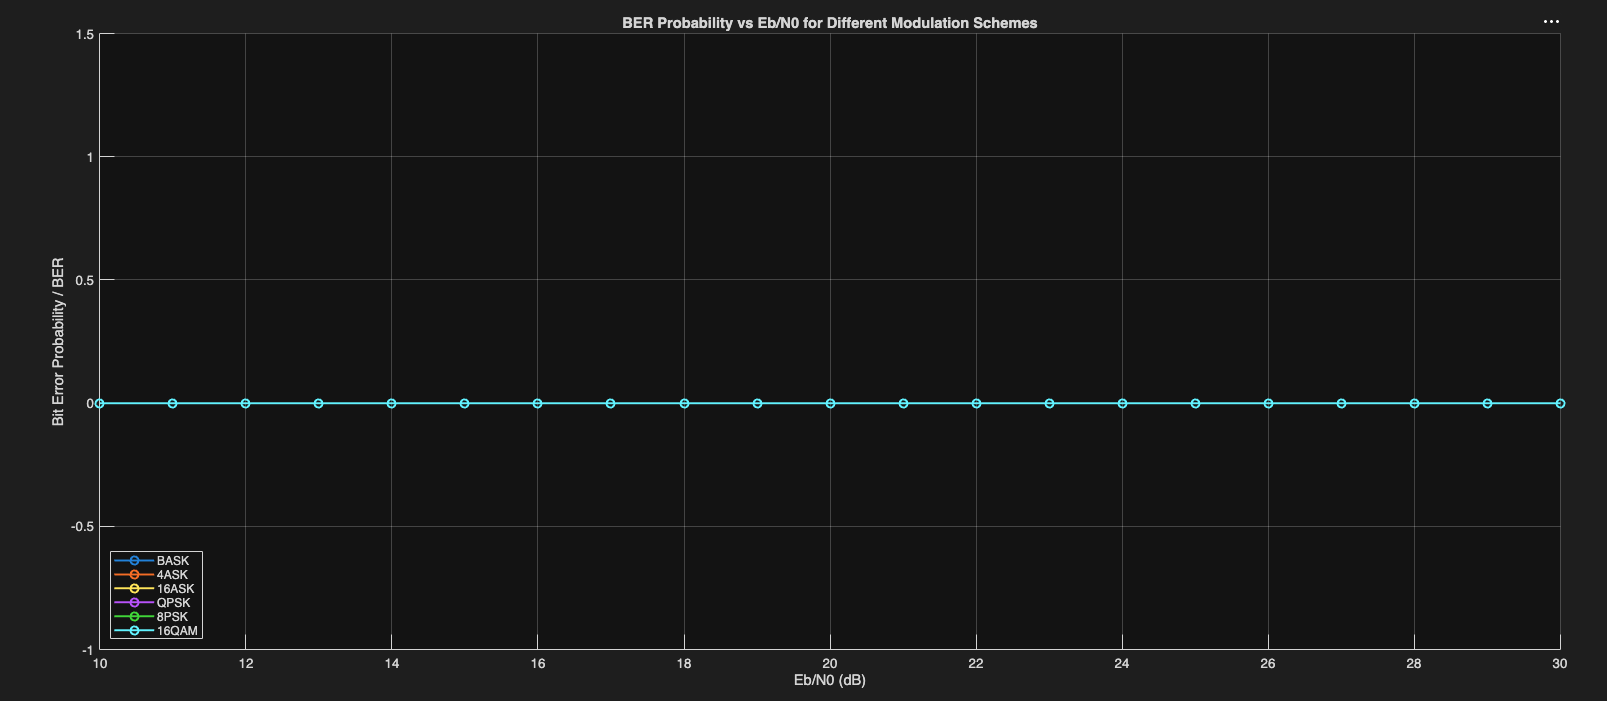 BER Probability vs Eb/N0 for Different Modulation Schemes
Bit Error Probability / BER
1.5
1
0.5
0
-0.5
-1
BASK
4ASK
16ASK
QPSK
8PSK
16QAM
10 12 14 16 18 20 22 24 26 28 30
Eb/N0 (dB)